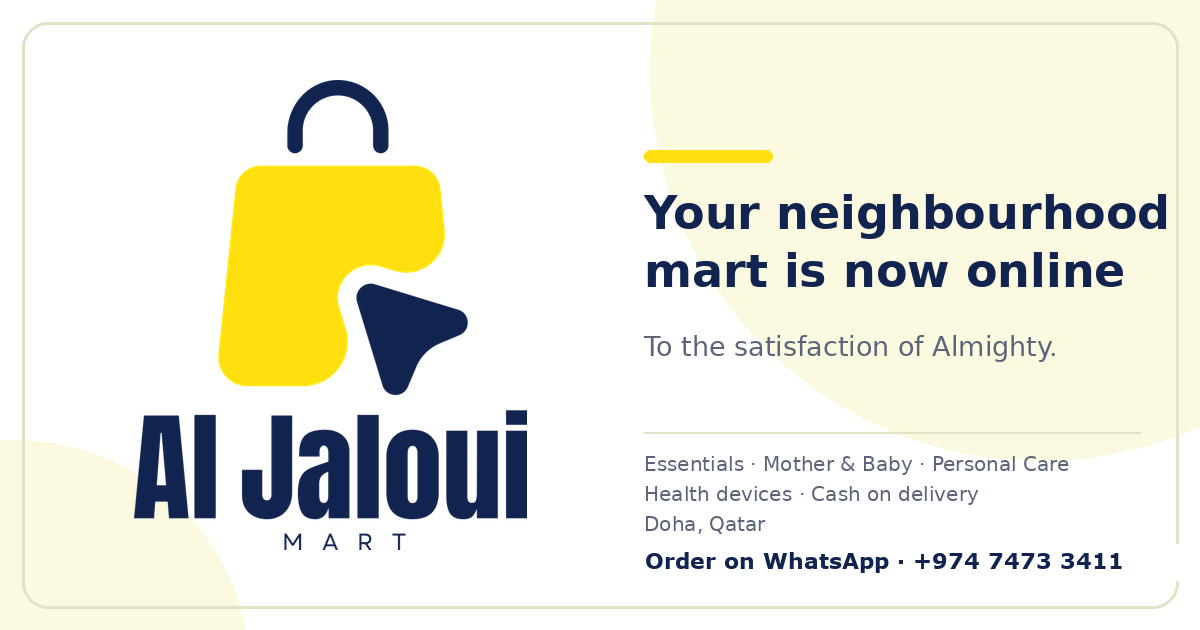 Al Jaloui
MART
Your neighbourhood
mart is now online
To the satisfaction of Almighty.
Essentials · Mother & Baby · Personal Care
Health devices · Cash on delivery
Doha, Qatar
Order on WhatsApp · +974 7473 3411